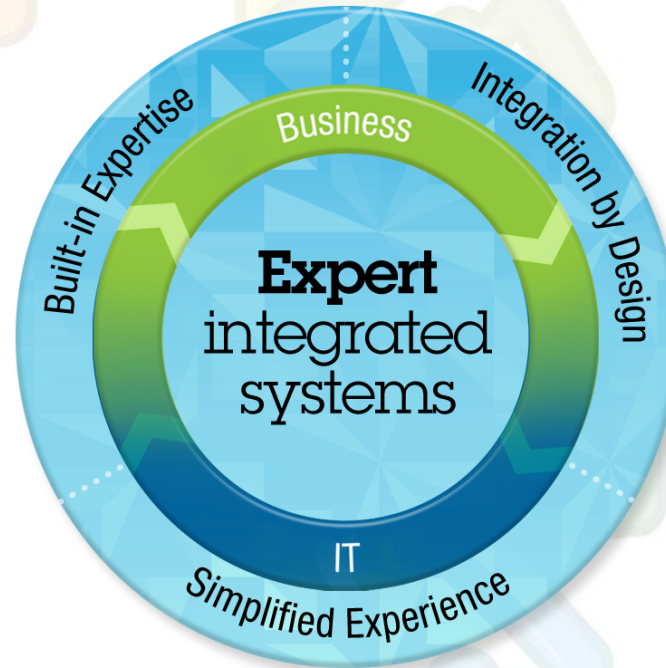 Built-in Expertise
Integration by Design
Business
Expert
integrated
systems
IT
Simplified Experience